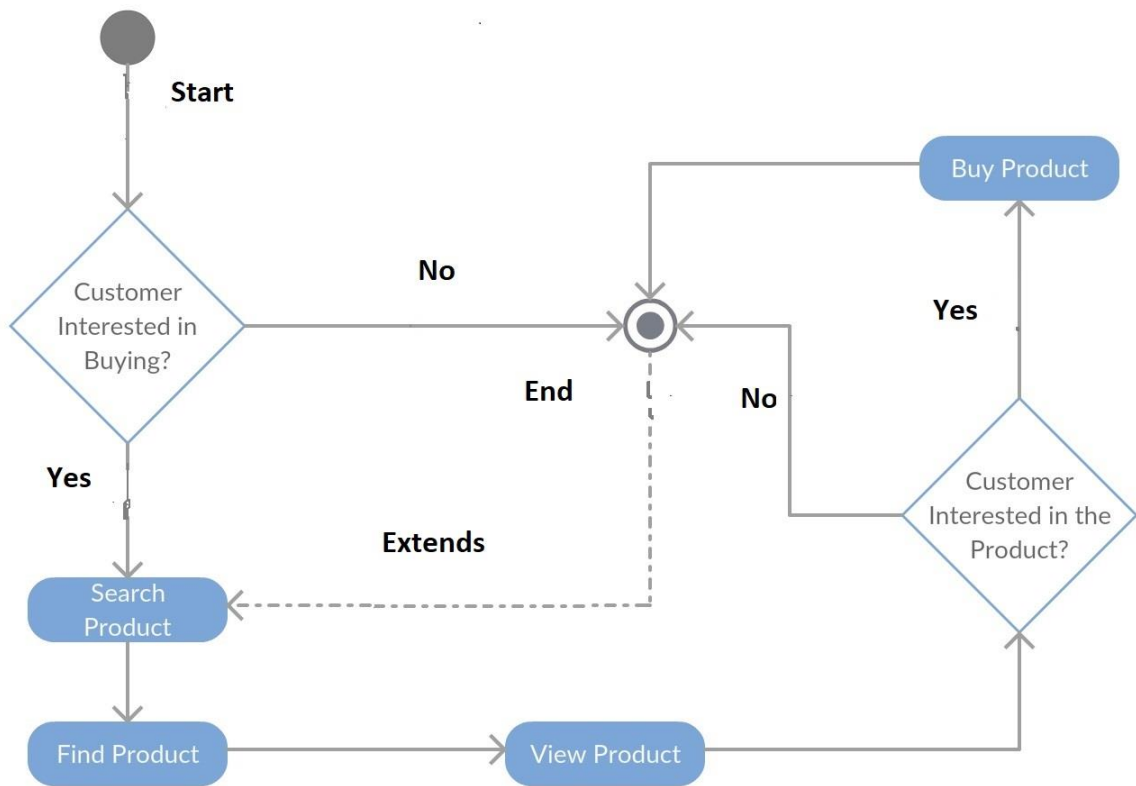 Start
Buy Product
Customer
Interested in
Buying?
No
Yes
End
No
Yes
Customer
Interested in the
Product?
Extends
Search
Product
Find Product
View Product